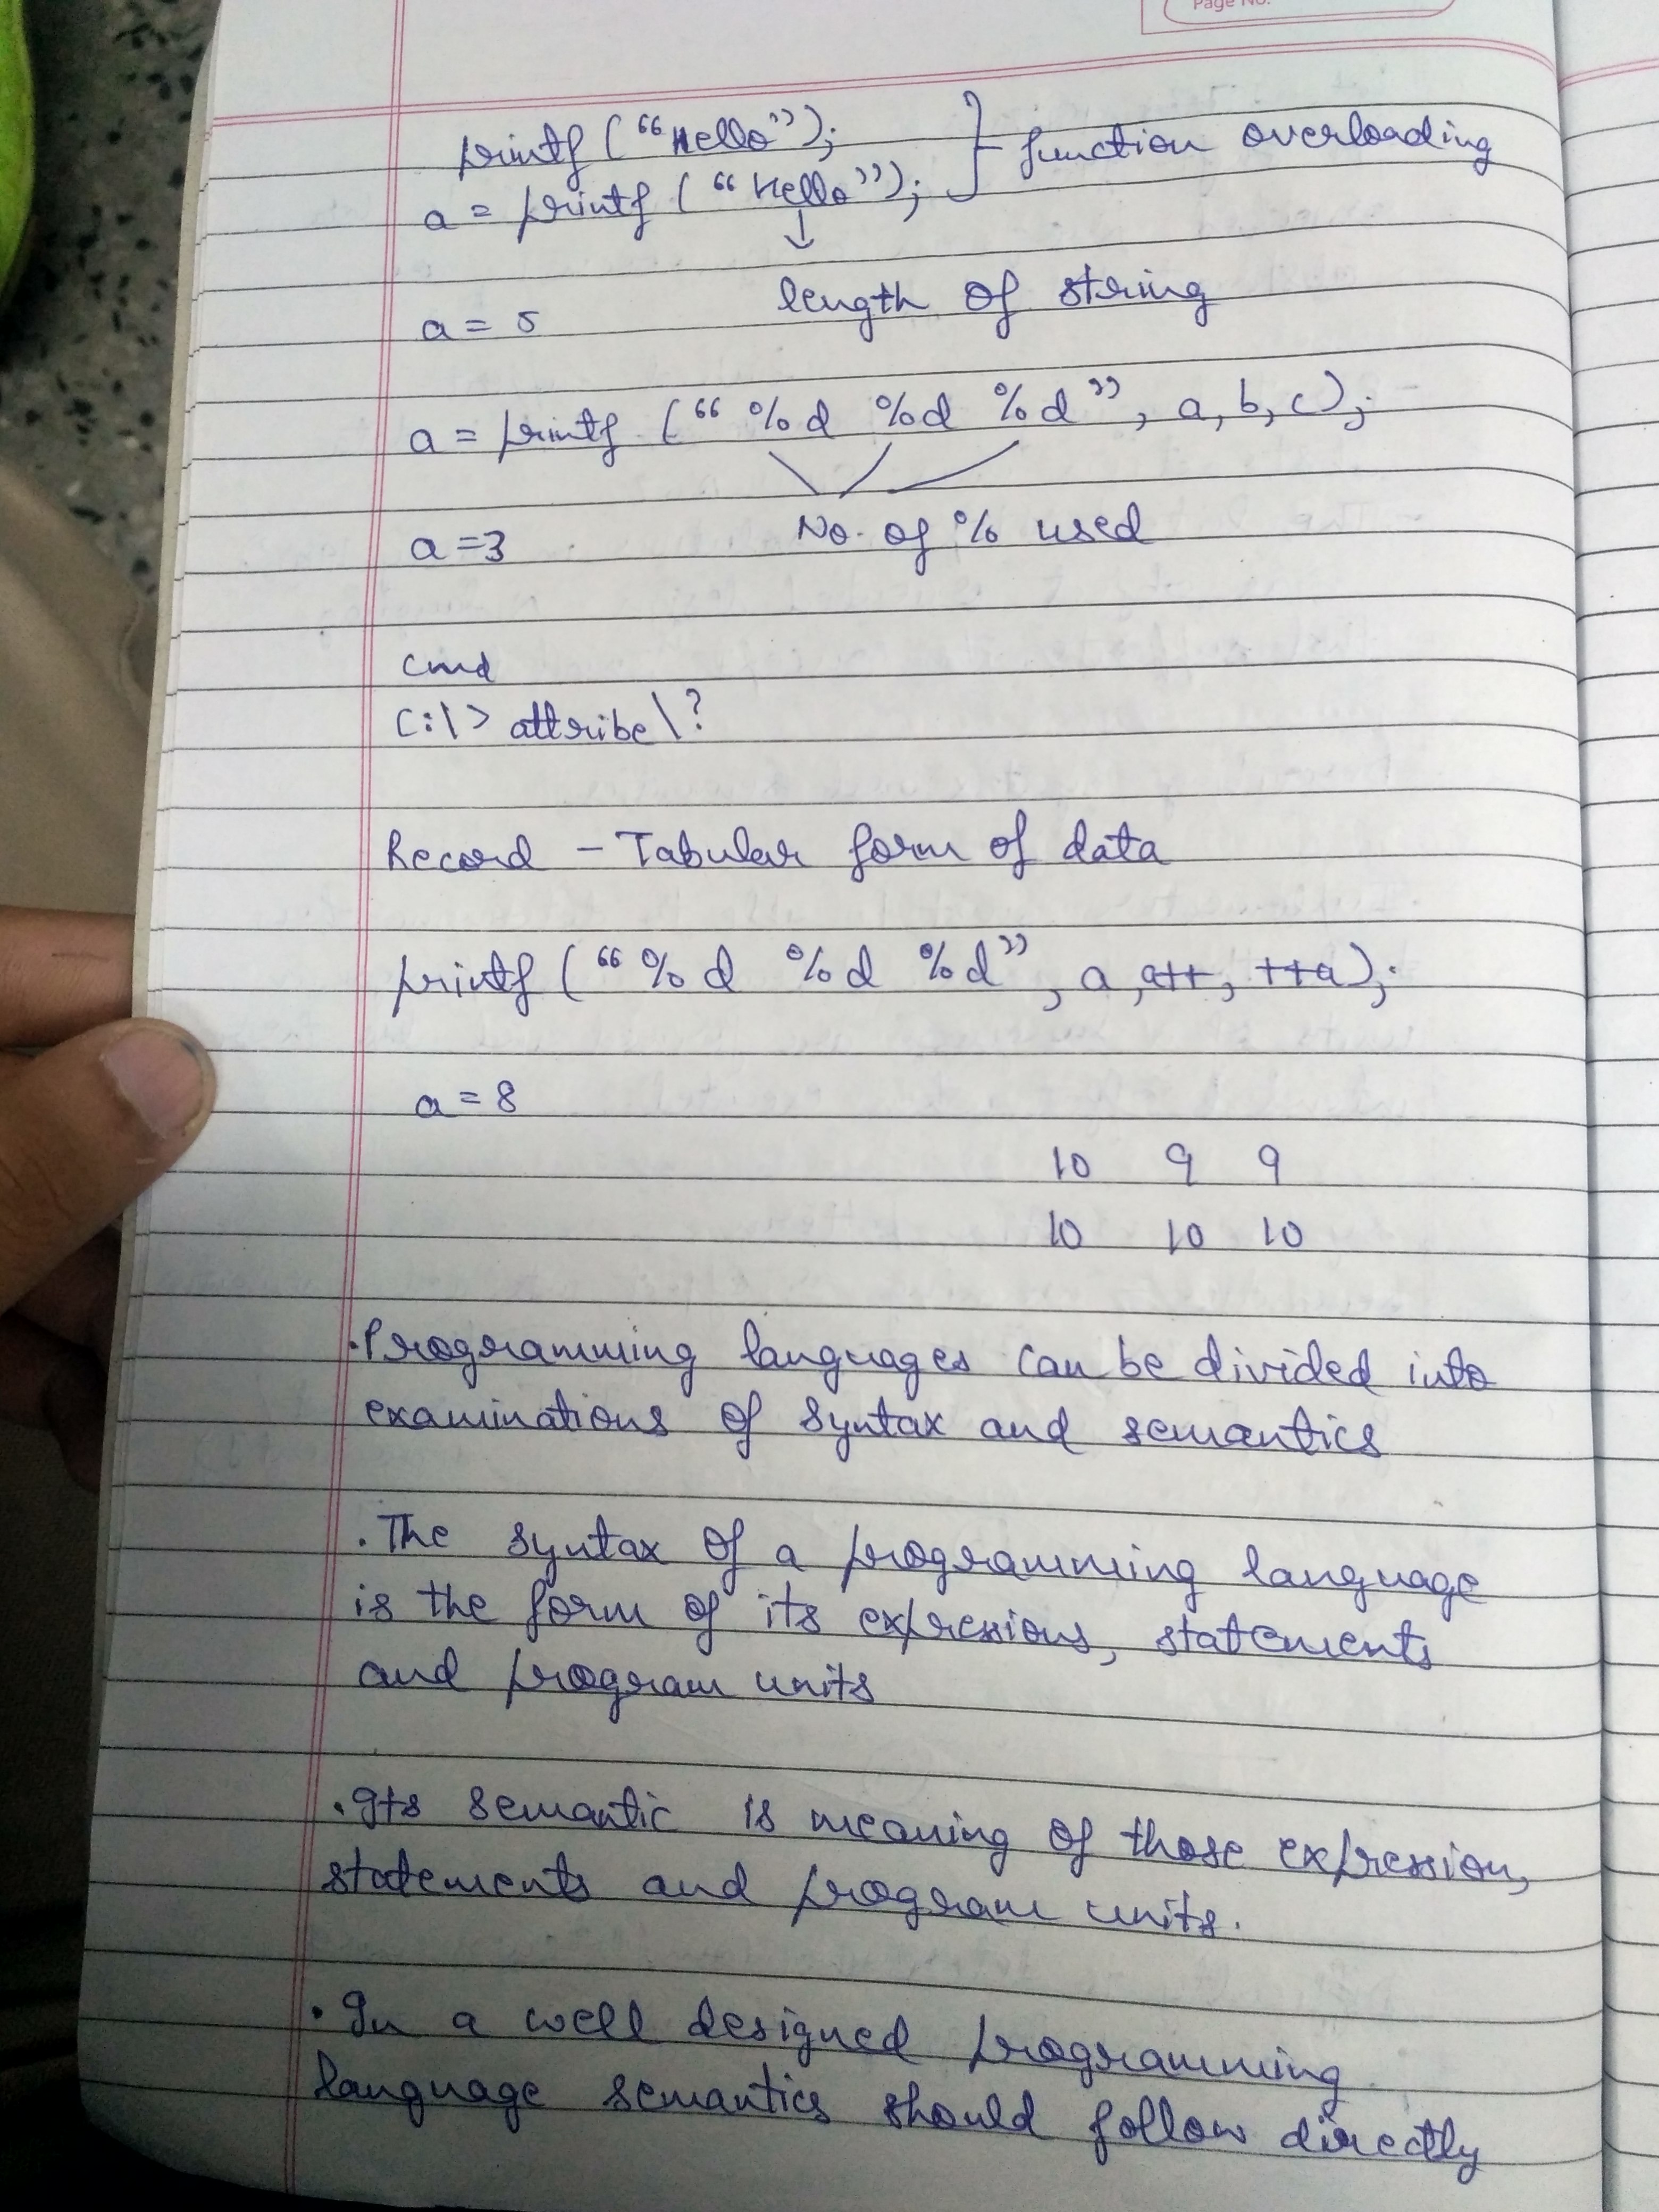 Page No.
printf ("Hello");
a = printf ("Hello"); } function overloading
↓
a = 5 length of string
a = printf ("%d %d %d", a, b, c);
a = 3 No. of % used
cmd
C:\> attribe\?
Record - Tabular form of data
printf ("%d %d %d", a, a++, ++a);
a = 8
10 9 9
10 10 10
·Programming languages can be divided into
examinations of syntax and semantics
·The syntax of a programming language
is the form of its expressions, statements
and program units
·Its semantic is meaning of those expression,
statements and program units.
·In a well designed programming
language semantics should follow directly